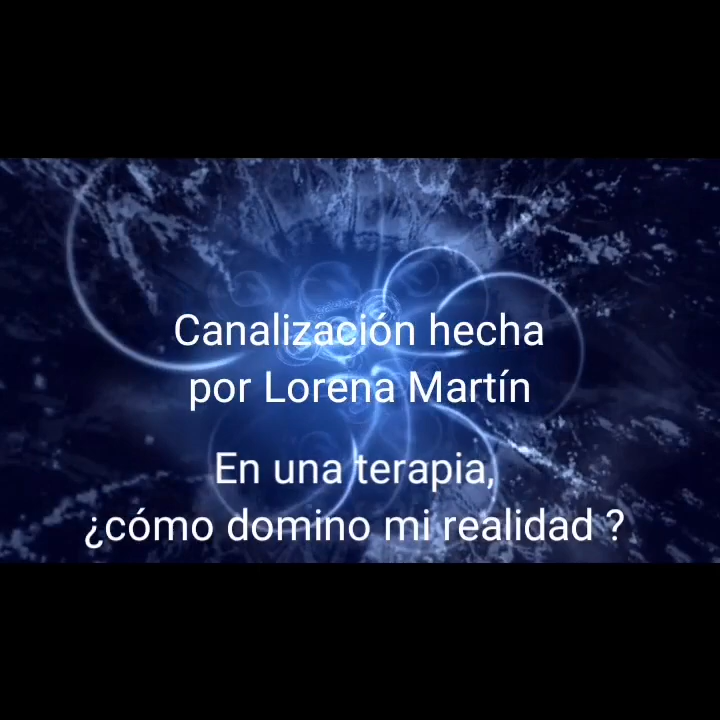 Canalización hecha
por Lorena Martín
En una terapia,
¿cómo domino mi realidad ?